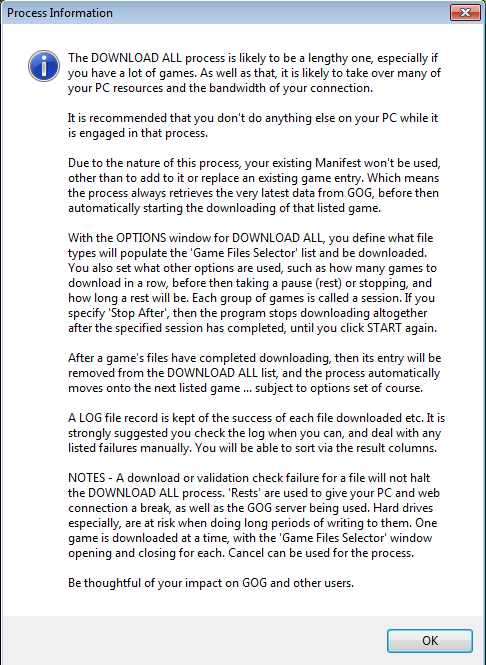 Process Information
The DOWNLOAD ALL process is likely to be a lengthy one, especially if
you have a lot of games. As well as that, it is likely to take over many of
your PC resources and the bandwidth of your connection.
It is recommended that you don't do anything else on your PC while it
is engaged in that process.
Due to the nature of this process, your existing Manifest won't be used,
other than to add to it or replace an existing game entry. Which means
the process always retrieves the very latest data from GOG, before then
automatically starting the downloading of that listed game.
With the OPTIONS window for DOWNLOAD ALL, you define what file
types will populate the 'Game Files Selector' list and be downloaded.
You also set what other options are used, such as how many games to
download in a row, before then taking a pause (rest) or stopping, and
how long a rest will be. Each group of games is called a session. If you
specify 'Stop After', then the program stops downloading altogether
after the specified session has completed, until you click START again.
After a game's files have completed downloading, then its entry will be
removed from the DOWNLOAD ALL list, and the process automatically
moves onto the next listed game ... subject to options set of course.
A LOG file record is kept of the success of each file downloaded etc. It is
strongly suggested you check the log when you can, and deal with any
listed failures manually. You will be able to sort via the result columns.
NOTES - A download or validation check failure for a file will not halt
the DOWNLOAD ALL process. 'Rests' are used to give your PC and web
connection a break, as well as the GOG server being used. Hard drives
especially, are at risk when doing long periods of writing to them. One
game is downloaded at a time, with the 'Game Files Selector' window
opening and closing for each. Cancel can be used for the process.
Be thoughtful of your impact on GOG and other users.
OK